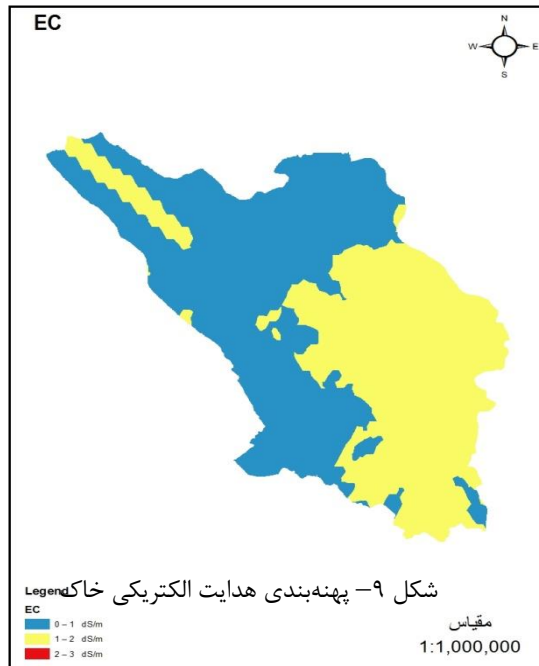 EC
N
W E
S
شکل ۹– پهنه‌بندی هدایت الکتریکی خاک
Legend
EC
0 – 1 dS/m
1 – 2 dS/m
2 – 3 dS/m
مقیاس
1:1,000,000